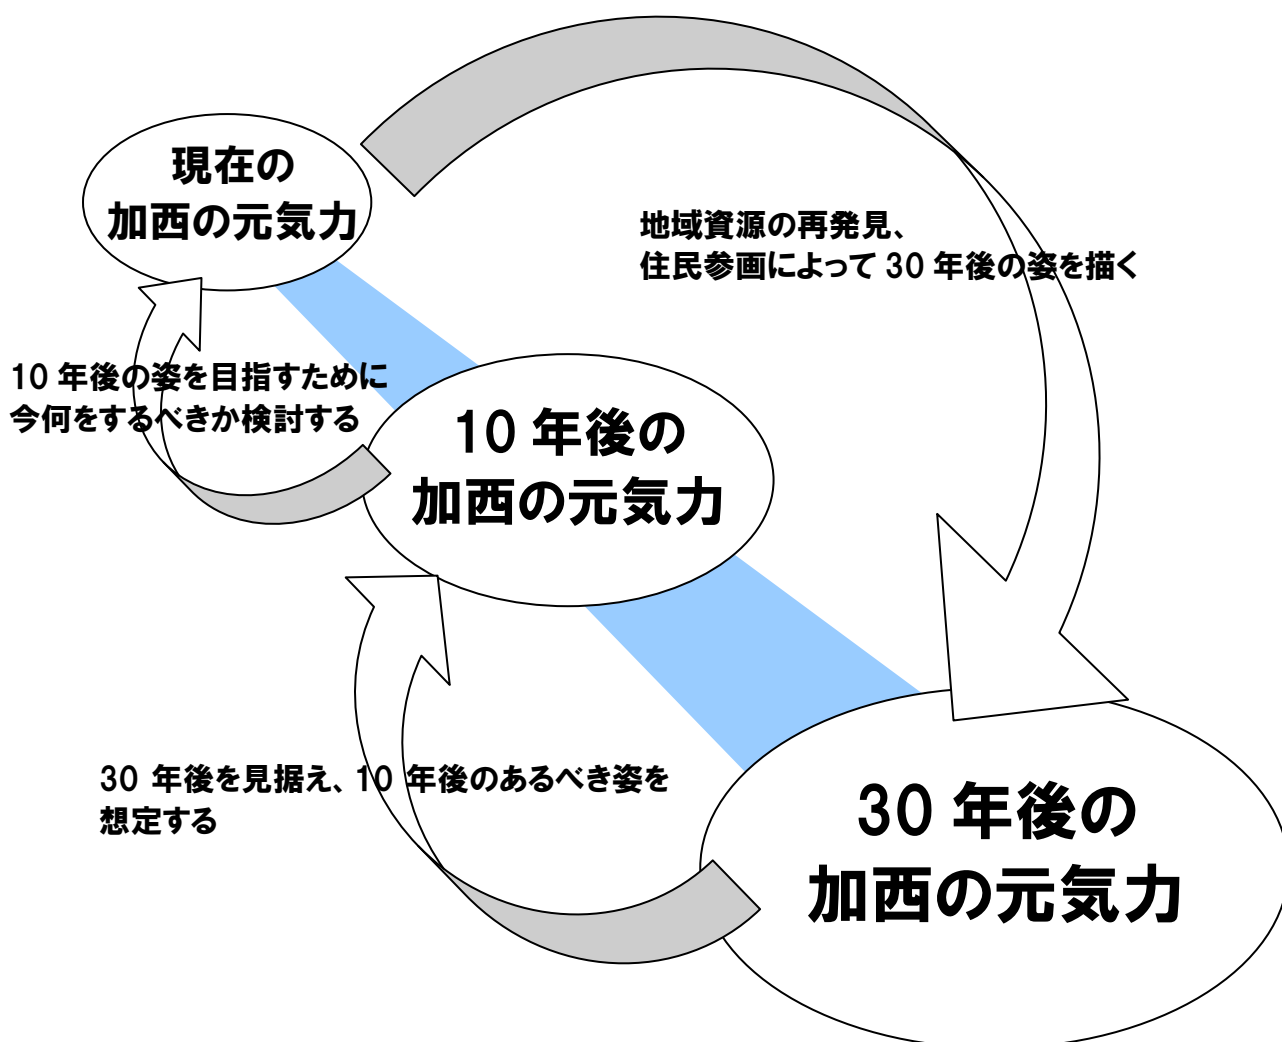 現在の
加西の元気力
地域資源の再発見、
住民参画によって 30 年後の姿を描く
10 年後の姿を目指すために
今何をするべきか検討する
10 年後の
加西の元気力
30 年後を見据え、10 年後のあるべき姿を
想定する
30 年後の
加西の元気力